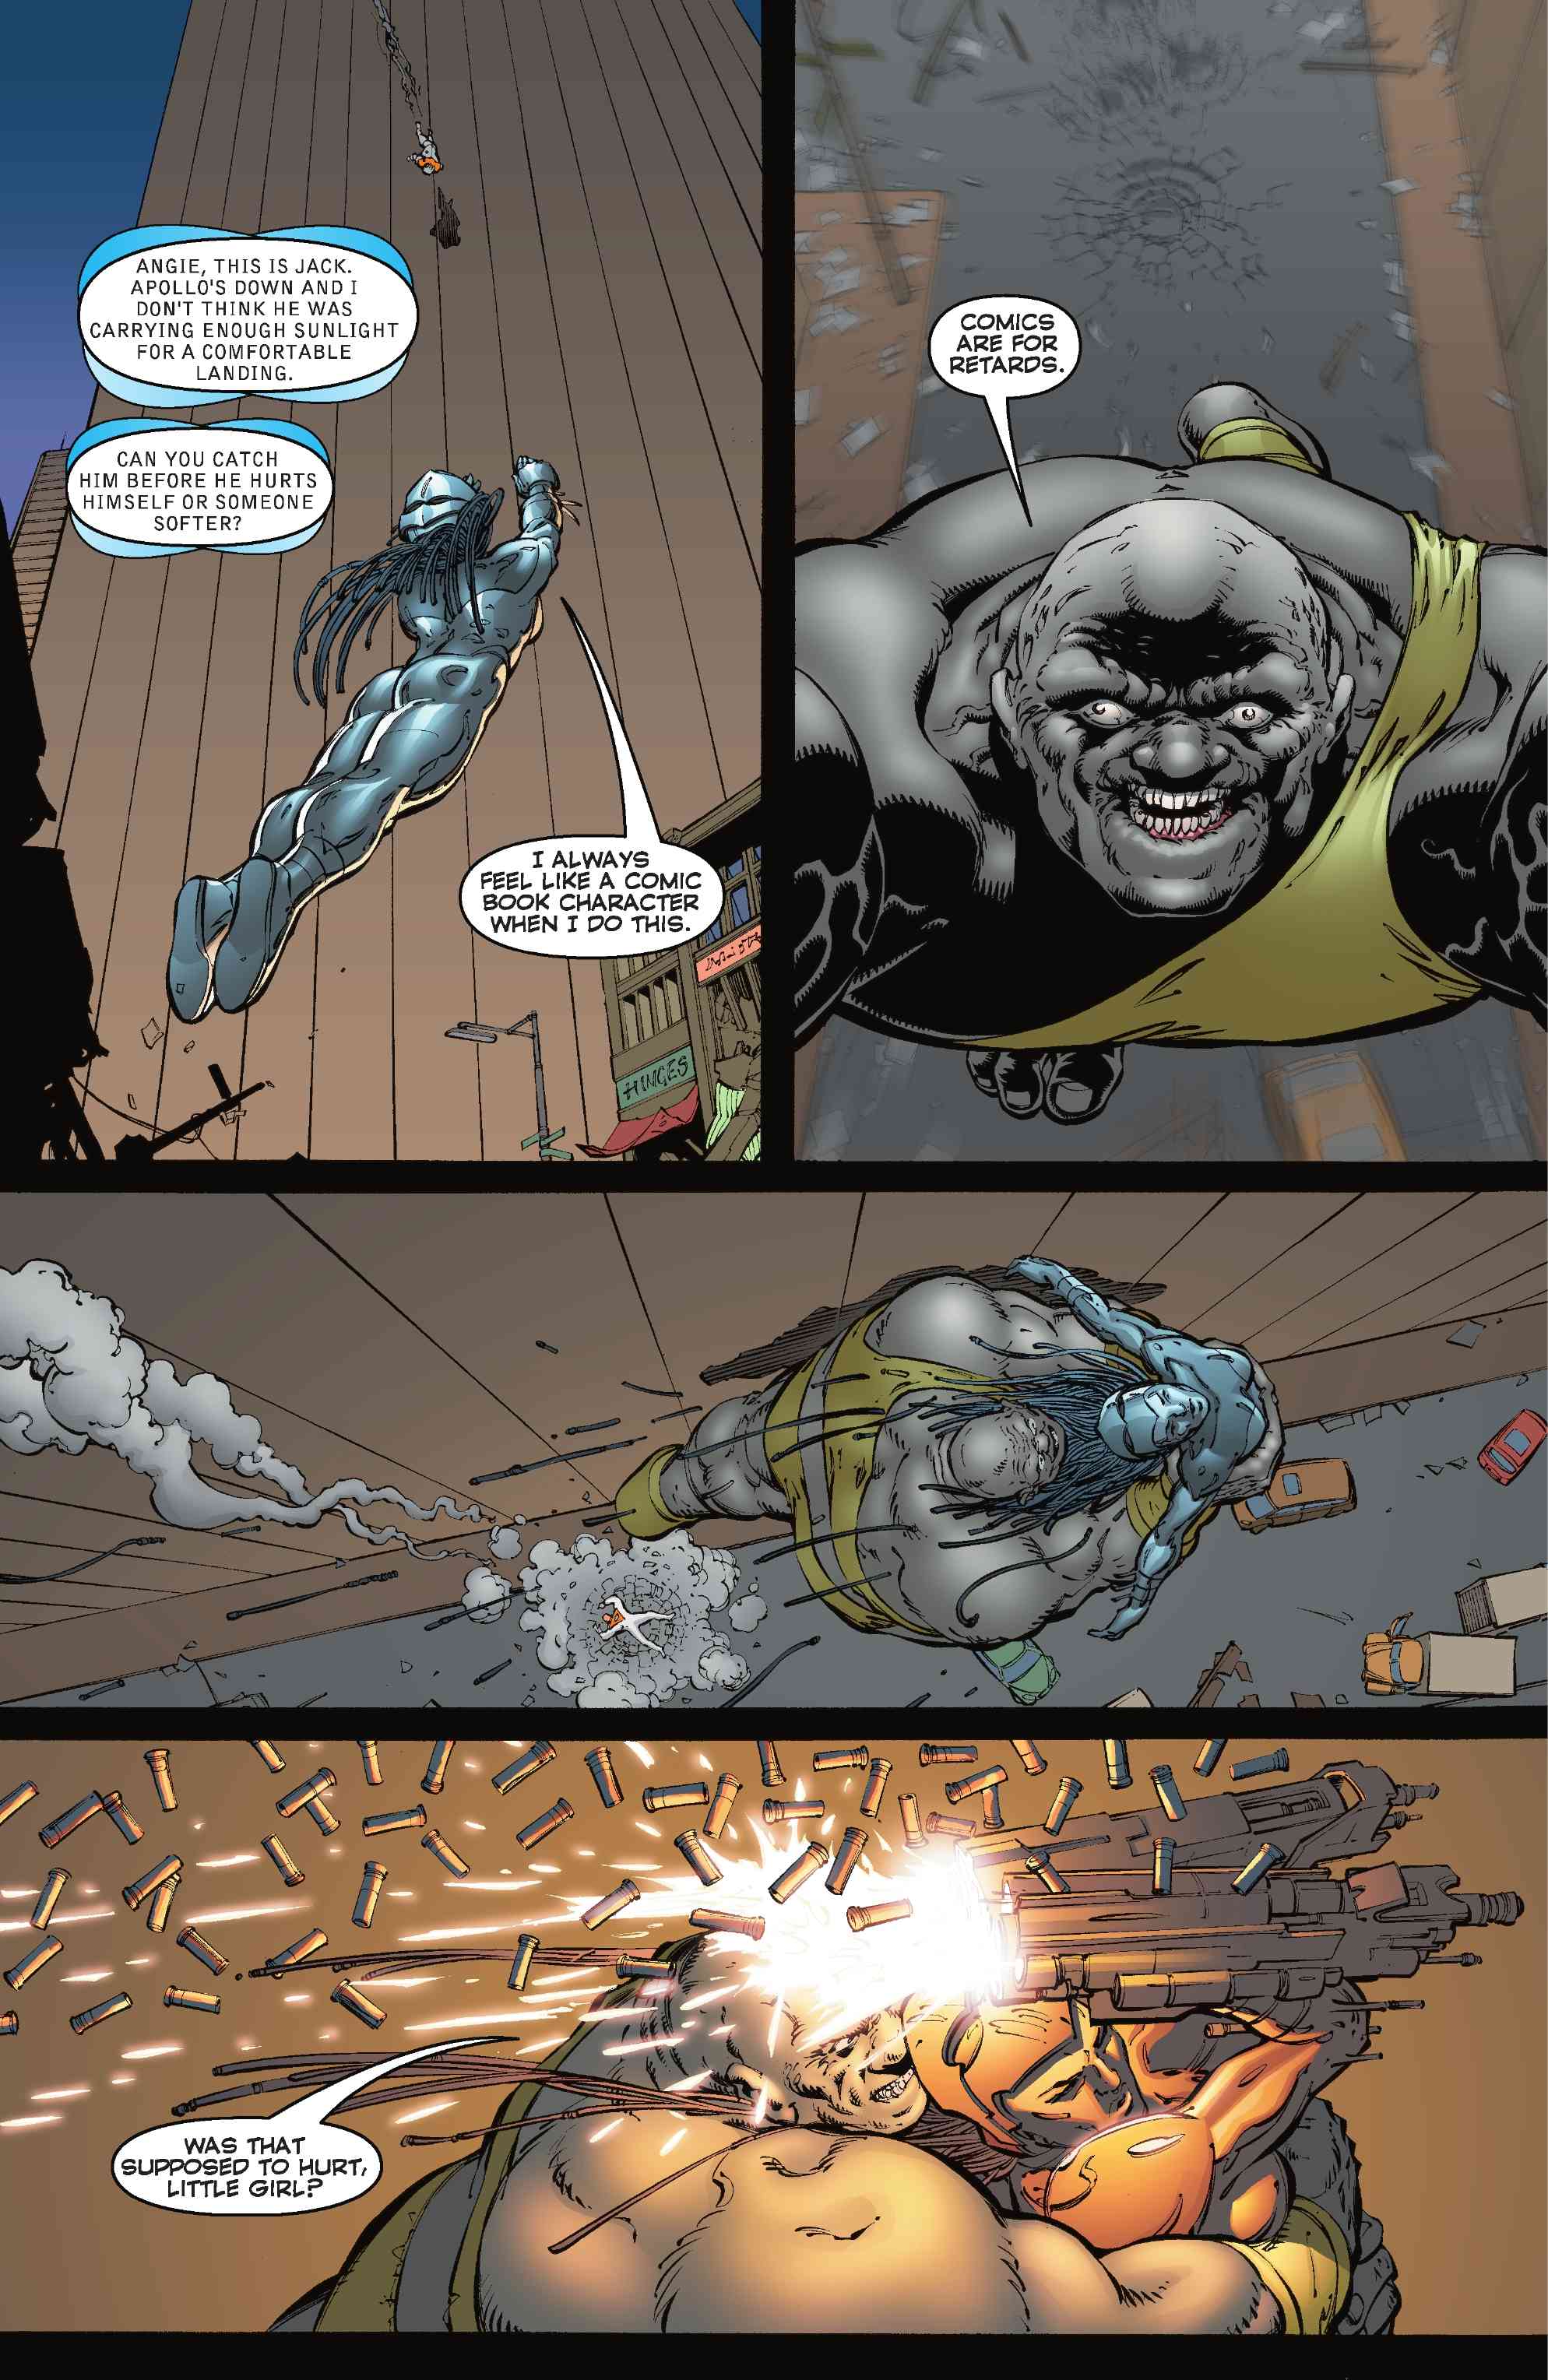 ANGIE, THIS IS JACK.
APOLLO'S DOWN AND I
DON'T THINK HE WAS
CARRYING ENOUGH SUNLIGHT
FOR A COMFORTABLE
LANDING.
CAN YOU CATCH
HIM BEFORE HE HURTS
HIMSELF OR SOMEONE
SOFTER?
I ALWAYS
FEEL LIKE A COMIC
BOOK CHARACTER
WHEN I DO THIS.
HINGES
COMICS
ARE FOR
RETARDS.
WAS THAT
SUPPOSED TO HURT,
LITTLE GIRL?